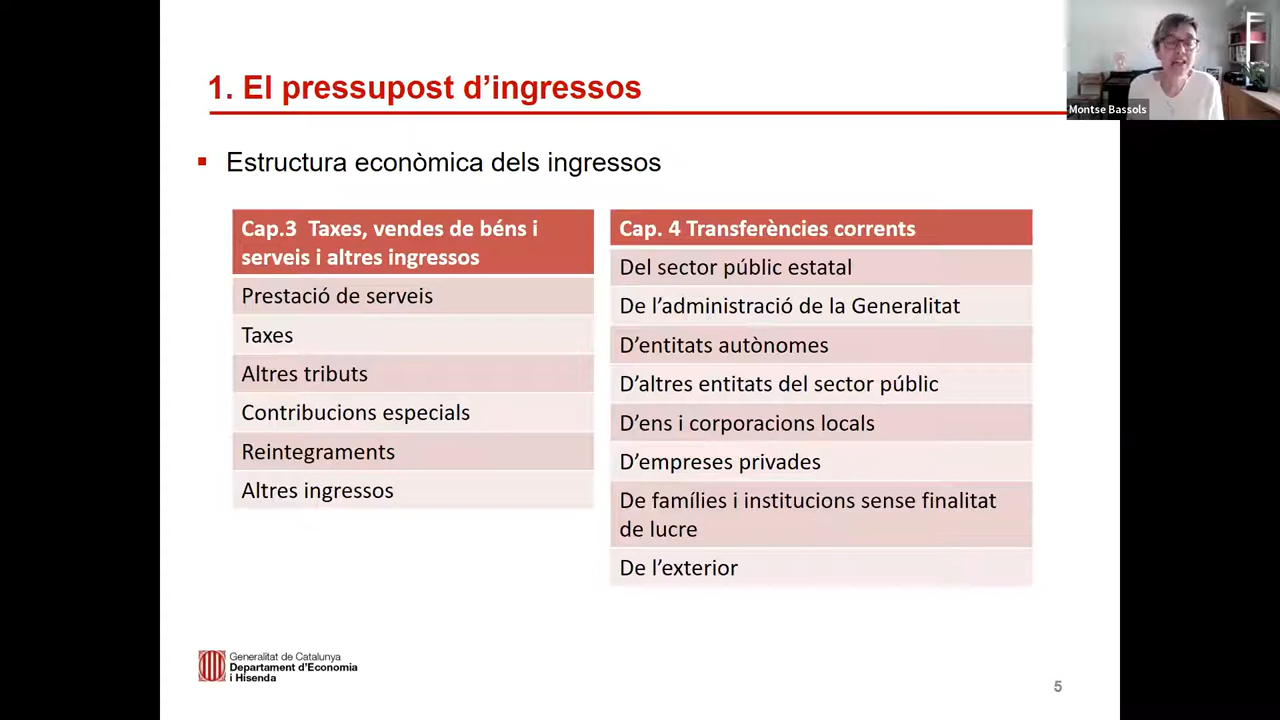 1. El pressupost d’ingressos
Montse Bassols
Estructura econòmica dels ingressos
Cap.3 Taxes, vendes de béns i
serveis i altres ingressos
Prestació de serveis
Taxes
Altres tributs
Contribucions especials
Reintegraments
Altres ingressos
Cap. 4 Transferències corrents
Del sector públic estatal
De l’administració de la Generalitat
D’entitats autònomes
D’altres entitats del sector públic
D’ens i corporacions locals
D’empreses privades
De famílies i institucions sense finalitat
de lucre
De l’exterior
Generalitat de Catalunya
Departament d’Economia
i Hisenda
5